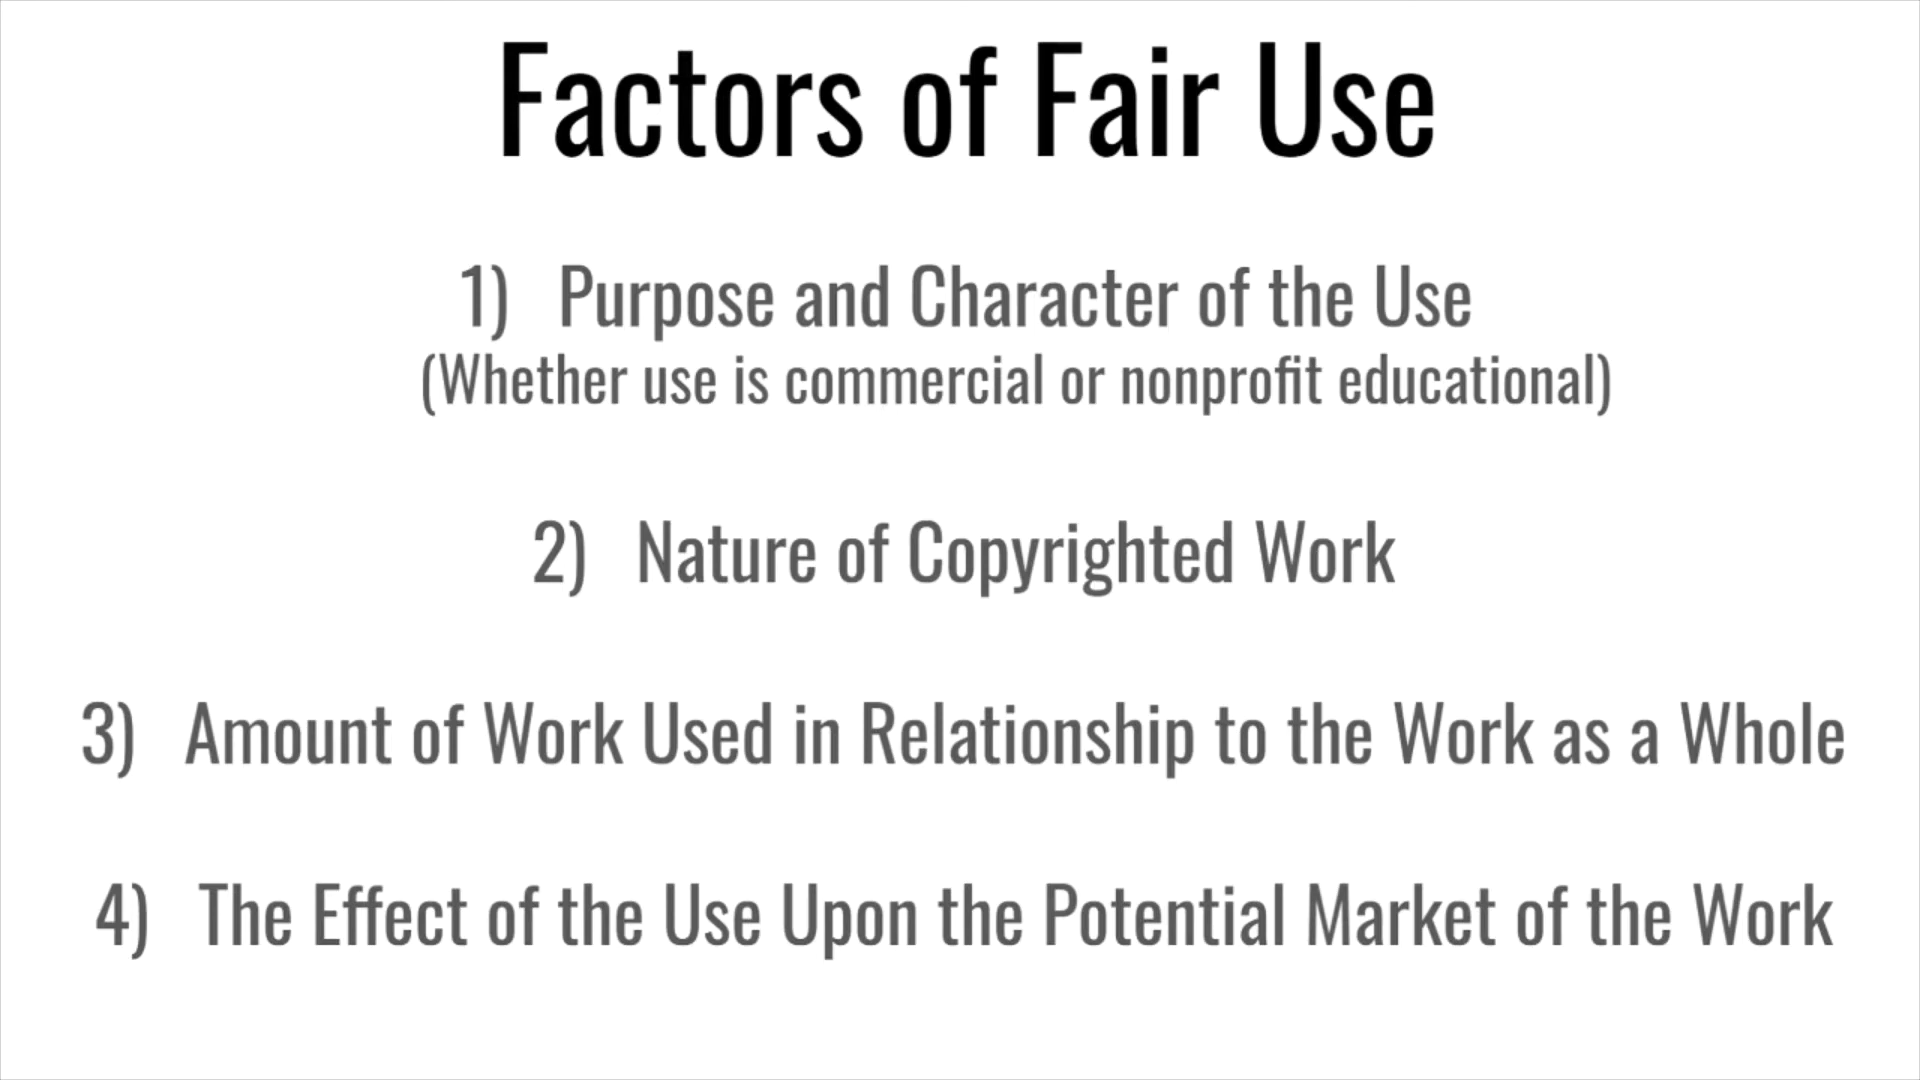 Factors of Fair Use
1) Purpose and Character of the Use
(Whether use is commercial or nonprofit educational)
2) Nature of Copyrighted Work
3) Amount of Work Used in Relationship to the Work as a Whole
4) The Effect of the Use Upon the Potential Market of the Work